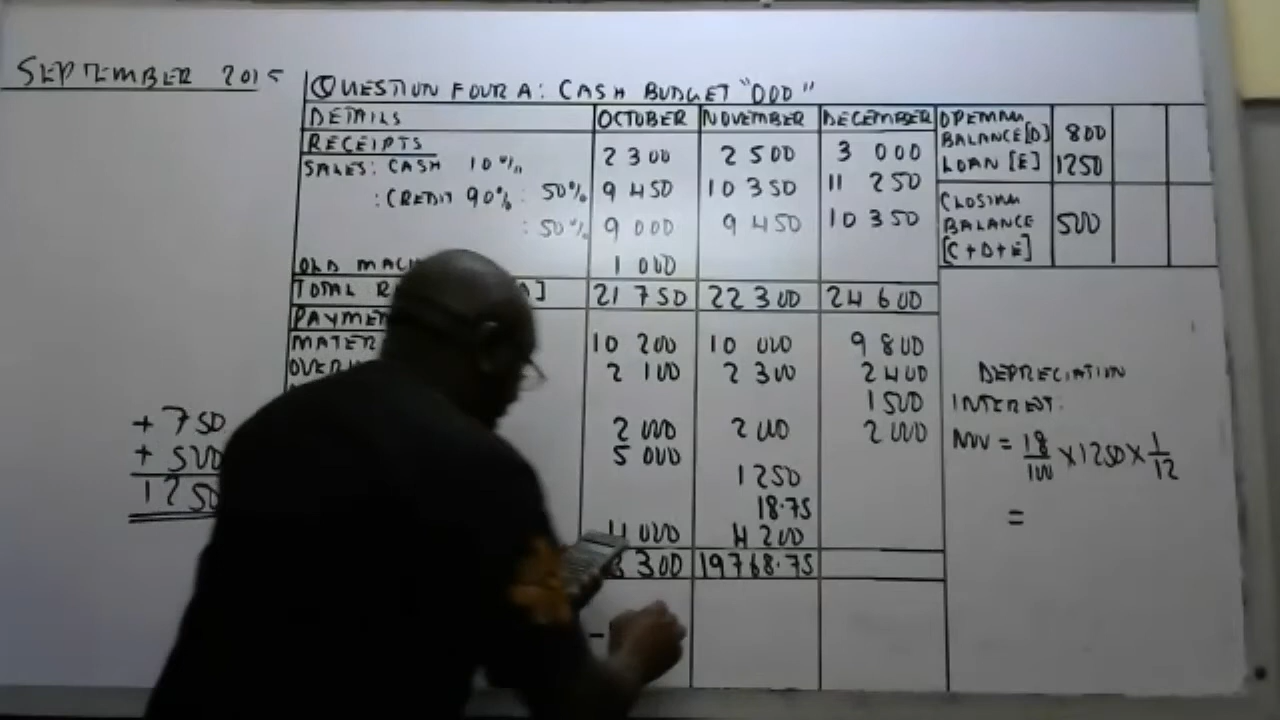 SEPTEMBER 2015
QUESTION FOUR A: CASH BUDGET "000"
DETAILS OCTOBER NOVEMBER DECEMBER
RECEIPTS
SALES: CASH 10% 2 300 2 500 3 000
: CREDIT 90% : 50% 9 450 10 350 11 250
: 50% 9 000 9 450 10 350
OLD 1 000
TOTAL A] 21 750 22 300 24 600
10 200 10 000 9 800
2 100 2 300 2 400
1 500
2 000 2 000 2 000
5 000
1250
18.75
4 000 4 200
3 300 19768.75
OPENING
BALANCE[D] 800
LOAN [E] 1250
CLOSING
BALANCE 500
[C+D+E]
DEPRECIATION
INTEREST:
NOV = 18/100 × 1250 × 1/12
=
+ 750
+ 500
1250